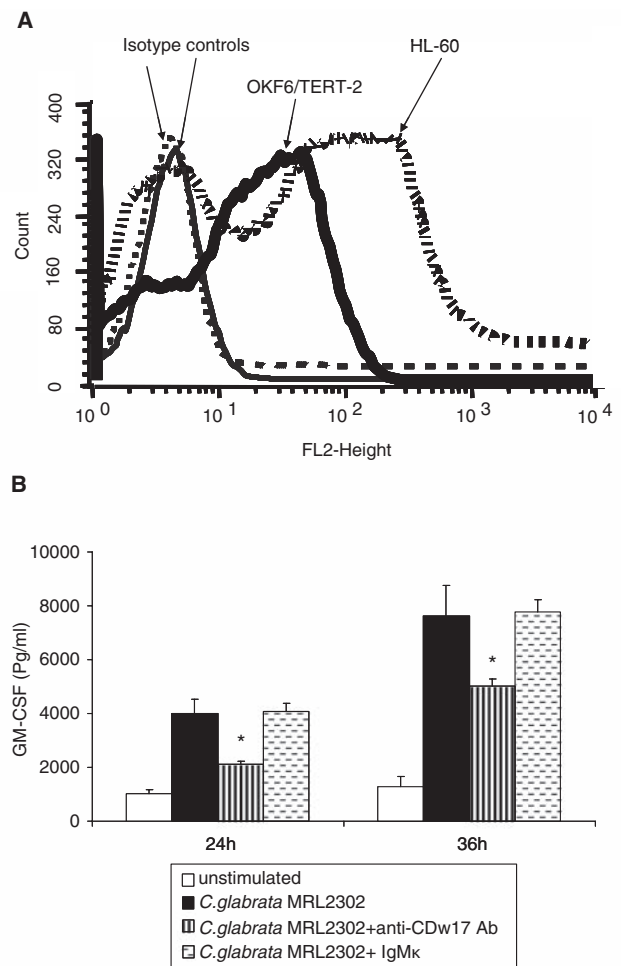 A
Isotype controls
HL-60
OKF6/TERT-2
400
320
240
160
80
0
Count
10 0
10 1
10 2
10 3
10 4
FL2-Height
B
10000
8000
6000
4000
2000
0
GM-CSF (Pg/ml)
*
*
24h
36h
unstimulated
C.glabrata MRL2302
C.glabrata MRL2302+anti-CDw17 Ab
C.glabrata MRL2302+ IgMκ